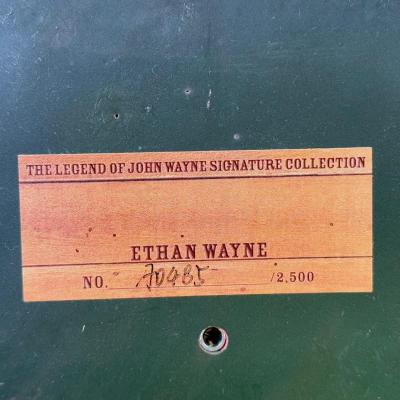 THE LEGEND OF JOHN WAYNE SIGNATURE COLLECTION
ETHAN WAYNE
NO. /2,500